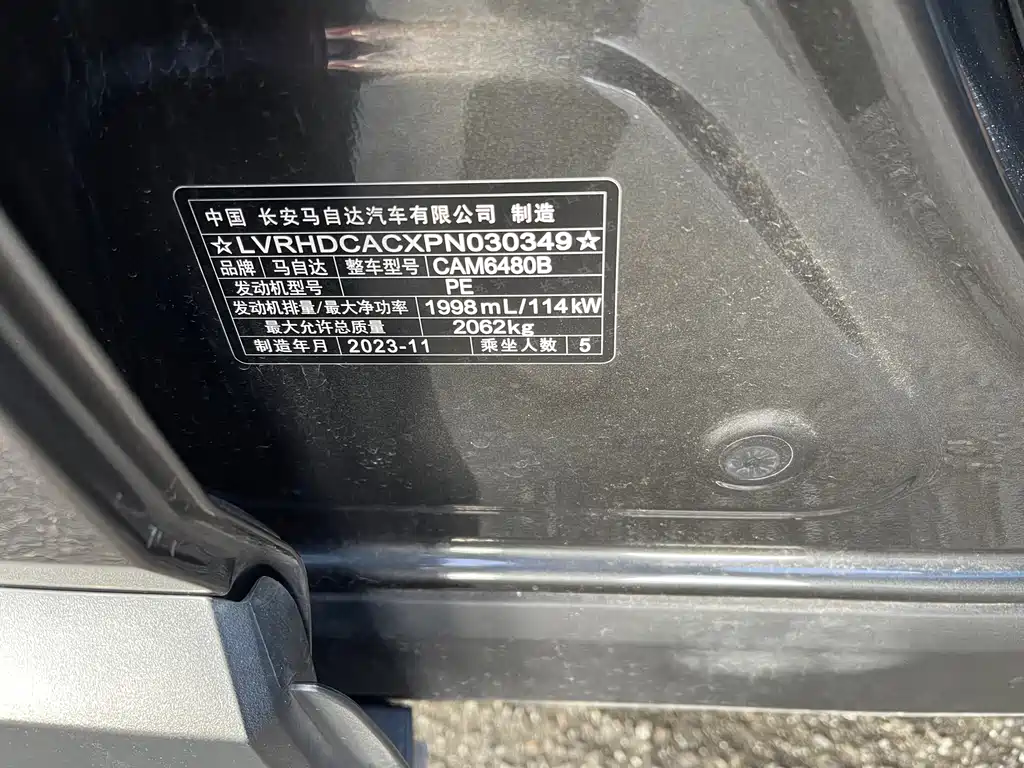 中国 长安马自达汽车有限公司 制造
☆LVRHDCACXPN030349☆
品牌 马自达 整车型号 CAM6480B
发动机型号 PE
发动机排量/最大净功率 1998mL/114kW
最大允许总质量 2062kg
制造年月 2023-11 乘坐人数 5